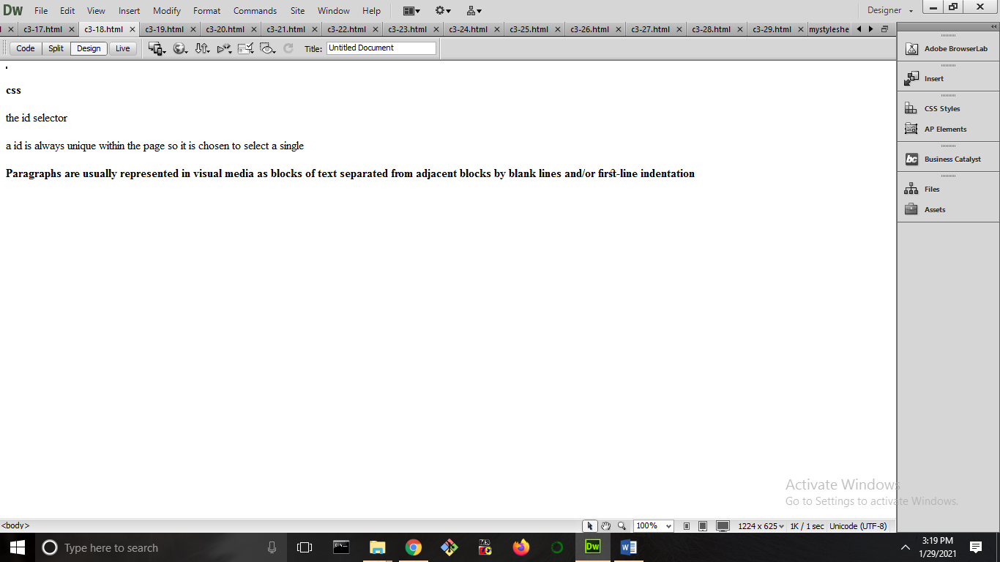 Dw File Edit View Insert Modify Format Commands Site Window Help Designer
c3-17.html c3-18.html c3-19.html c3-20.html c3-21.html c3-22.html c3-23.html c3-24.html c3-25.html c3-26.html c3-27.html c3-28.html c3-29.html mystyleshe
Code Split Design Live Title: Untitled Document
css
the id selector
a id is always unique within the page so it is chosen to select a single
Paragraphs are usually represented in visual media as blocks of text separated from adjacent blocks by blank lines and/or first-line indentation
Adobe BrowserLab
Insert
CSS Styles
AP Elements
bc Business Catalyst
Files
Assets
Activate Windows
Go to Settings to activate Windows.
<body> 100% 1224 x 625 1K / 1 sec Unicode (UTF-8)
Type here to search Dw 3:19 PM
1/29/2021